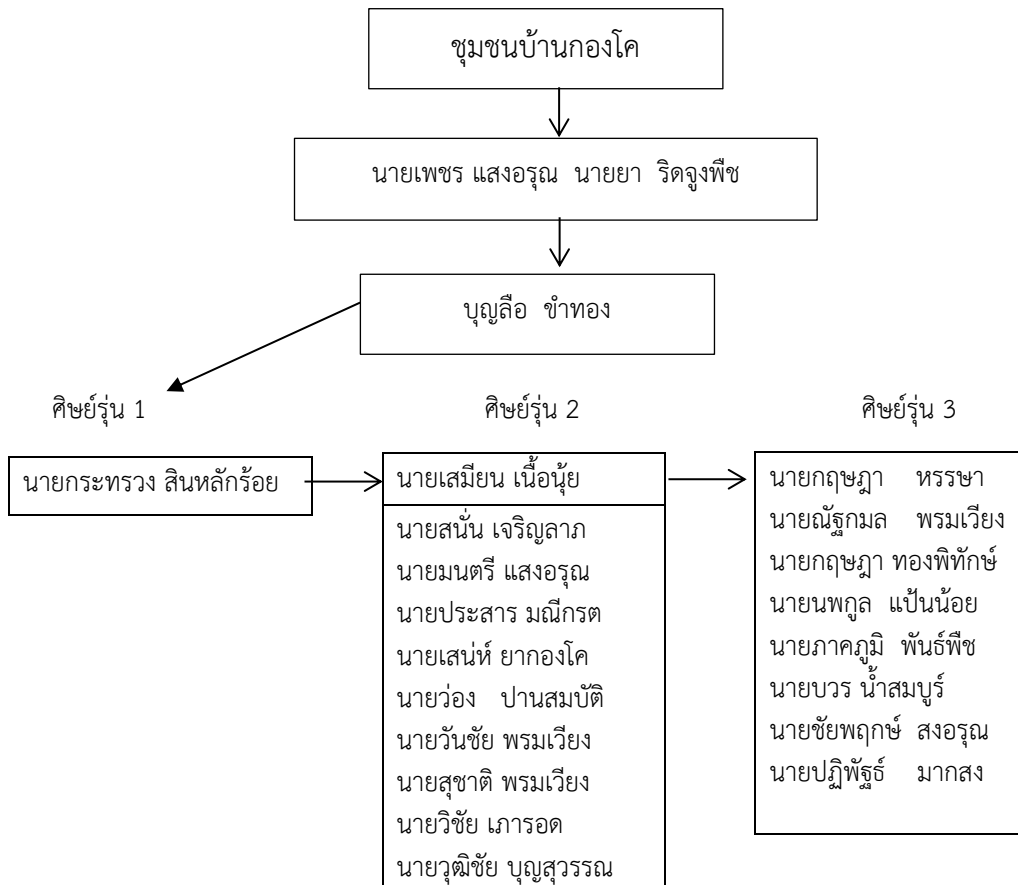 ชุมชนบ้านกองโค
นายเพชร แสงอรุณ นายยา ริดจูงพืช
บุญลือ ขำทอง
ศิษย์รุ่น 1
ศิษย์รุ่น 2
ศิษย์รุ่น 3
นายกระทรวง สินหลักร้อย
นายเสมียน เนื้อนุ้ย
นายสนั่น เจริญลาภ
นายมนตรี แสงอรุณ
นายประสาร มณีกรต
นายเสน่ห์ ยากองโค
นายว่อง ปานสมบัติ
นายวันชัย พรมเวียง
นายสุชาติ พรมเวียง
นายวิชัย เภารอด
นายวุฒิชัย บุญสุวรรณ
นายกฤษฎา หรรษา
นายณัฐกมล พรมเวียง
นายกฤษฎา ทองพิทักษ์
นายนพกูล แป้นน้อย
นายภาคภูมิ พันธ์พืช
นายบวร น้ำสมบูร์
นายชัยพฤกษ์ สงอรุณ
นายปฏิพัฐธ์ มากสง